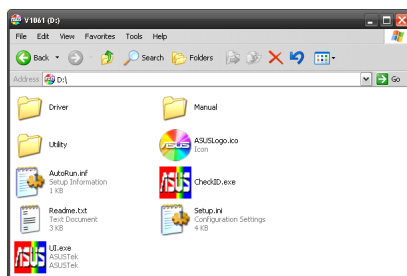 V1061 (D:)
File Edit View Favorites Tools Help
Back Search Folders
Address D:\ Go
Driver
Manual
Utility
ASUSLogo.ico
Icon
AutoRun.inf
Setup Information
1 KB
CheckID.exe
Readme.txt
Text Document
3 KB
Setup.ini
Configuration Settings
4 KB
UI.exe
ASUSTek
ASUSTek